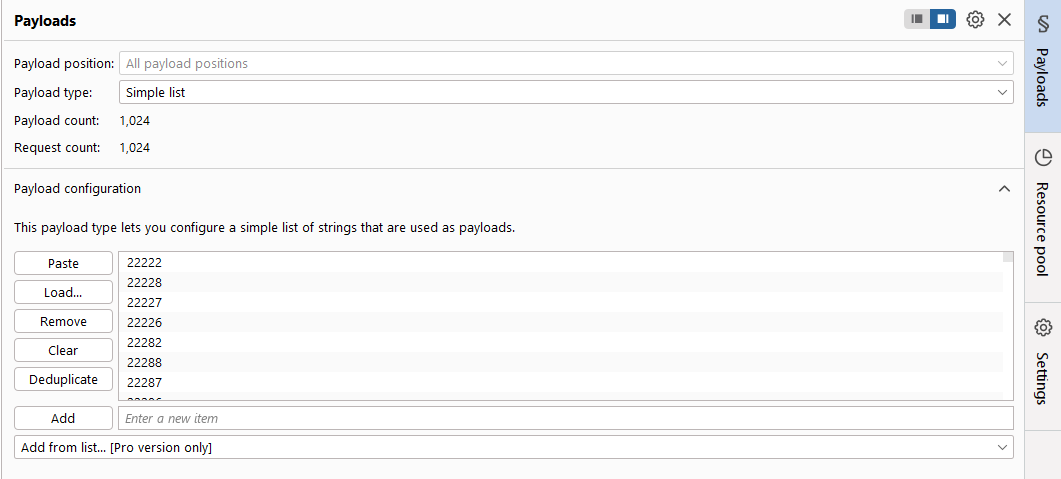 Payloads
Payload position: All payload positions
Payload type: Simple list
Payload count: 1,024
Request count: 1,024
Payload configuration
This payload type lets you configure a simple list of strings that are used as payloads.
Paste
Load...
Remove
Clear
Deduplicate
22222
22228
22227
22226
22282
22288
22287
Add Enter a new item
Add from list... [Pro version only]
Payloads
Resource pool
Settings